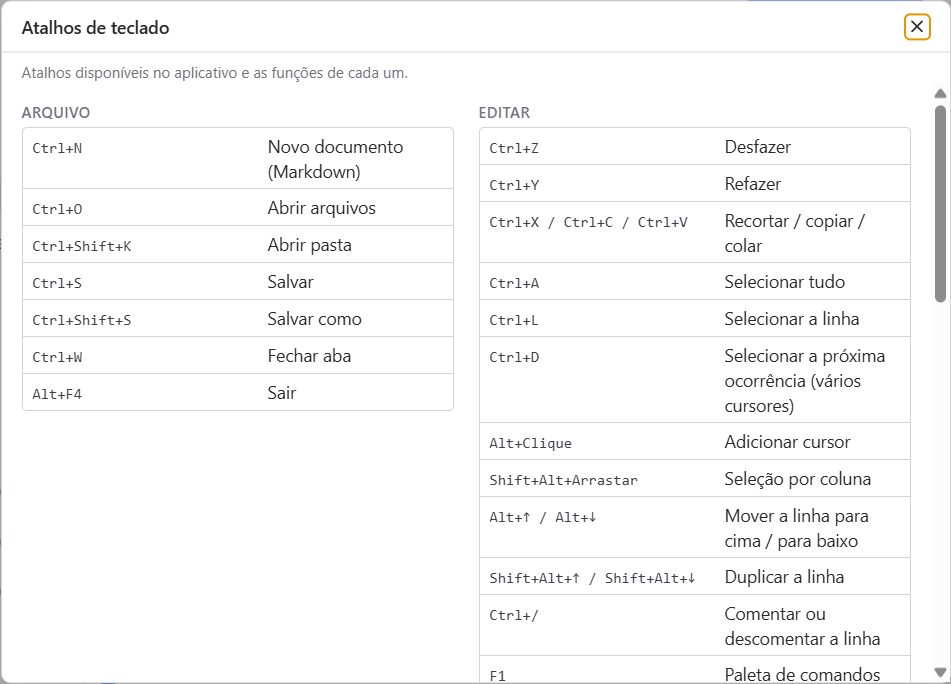 Atalhos de teclado
Atalhos disponíveis no aplicativo e as funções de cada um.
ARQUIVO
Ctrl+N Novo documento
(Markdown)
Ctrl+O Abrir arquivos
Ctrl+Shift+K Abrir pasta
Ctrl+S Salvar
Ctrl+Shift+S Salvar como
Ctrl+W Fechar aba
Alt+F4 Sair
EDITAR
Ctrl+Z Desfazer
Ctrl+Y Refazer
Ctrl+X / Ctrl+C / Ctrl+V Recortar / copiar /
colar
Ctrl+A Selecionar tudo
Ctrl+L Selecionar a linha
Ctrl+D Selecionar a próxima
ocorrência (vários
cursores)
Alt+Clique Adicionar cursor
Shift+Alt+Arrastar Seleção por coluna
Alt+↑ / Alt+↓ Mover a linha para
cima / para baixo
Shift+Alt+↑ / Shift+Alt+↓ Duplicar a linha
Ctrl+/ Comentar ou
descomentar a linha
F1 Paleta de comandos